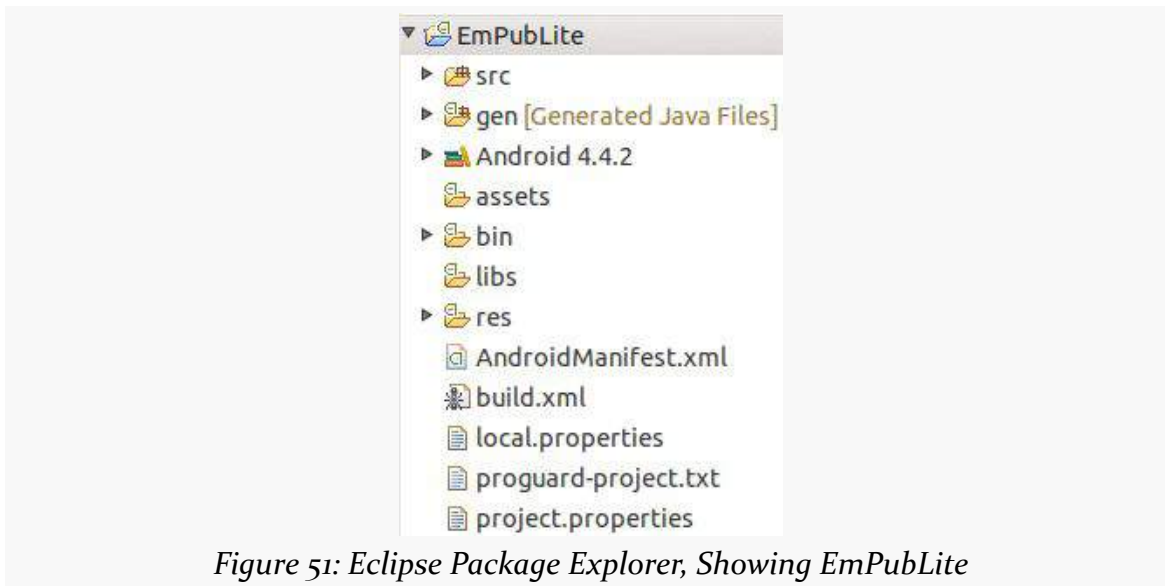 EmPubLite
src
gen [Generated Java Files]
Android 4.4.2
assets
bin
libs
res
AndroidManifest.xml
build.xml
local.properties
proguard-project.txt
project.properties
Figure 51: Eclipse Package Explorer, Showing EmPubLite